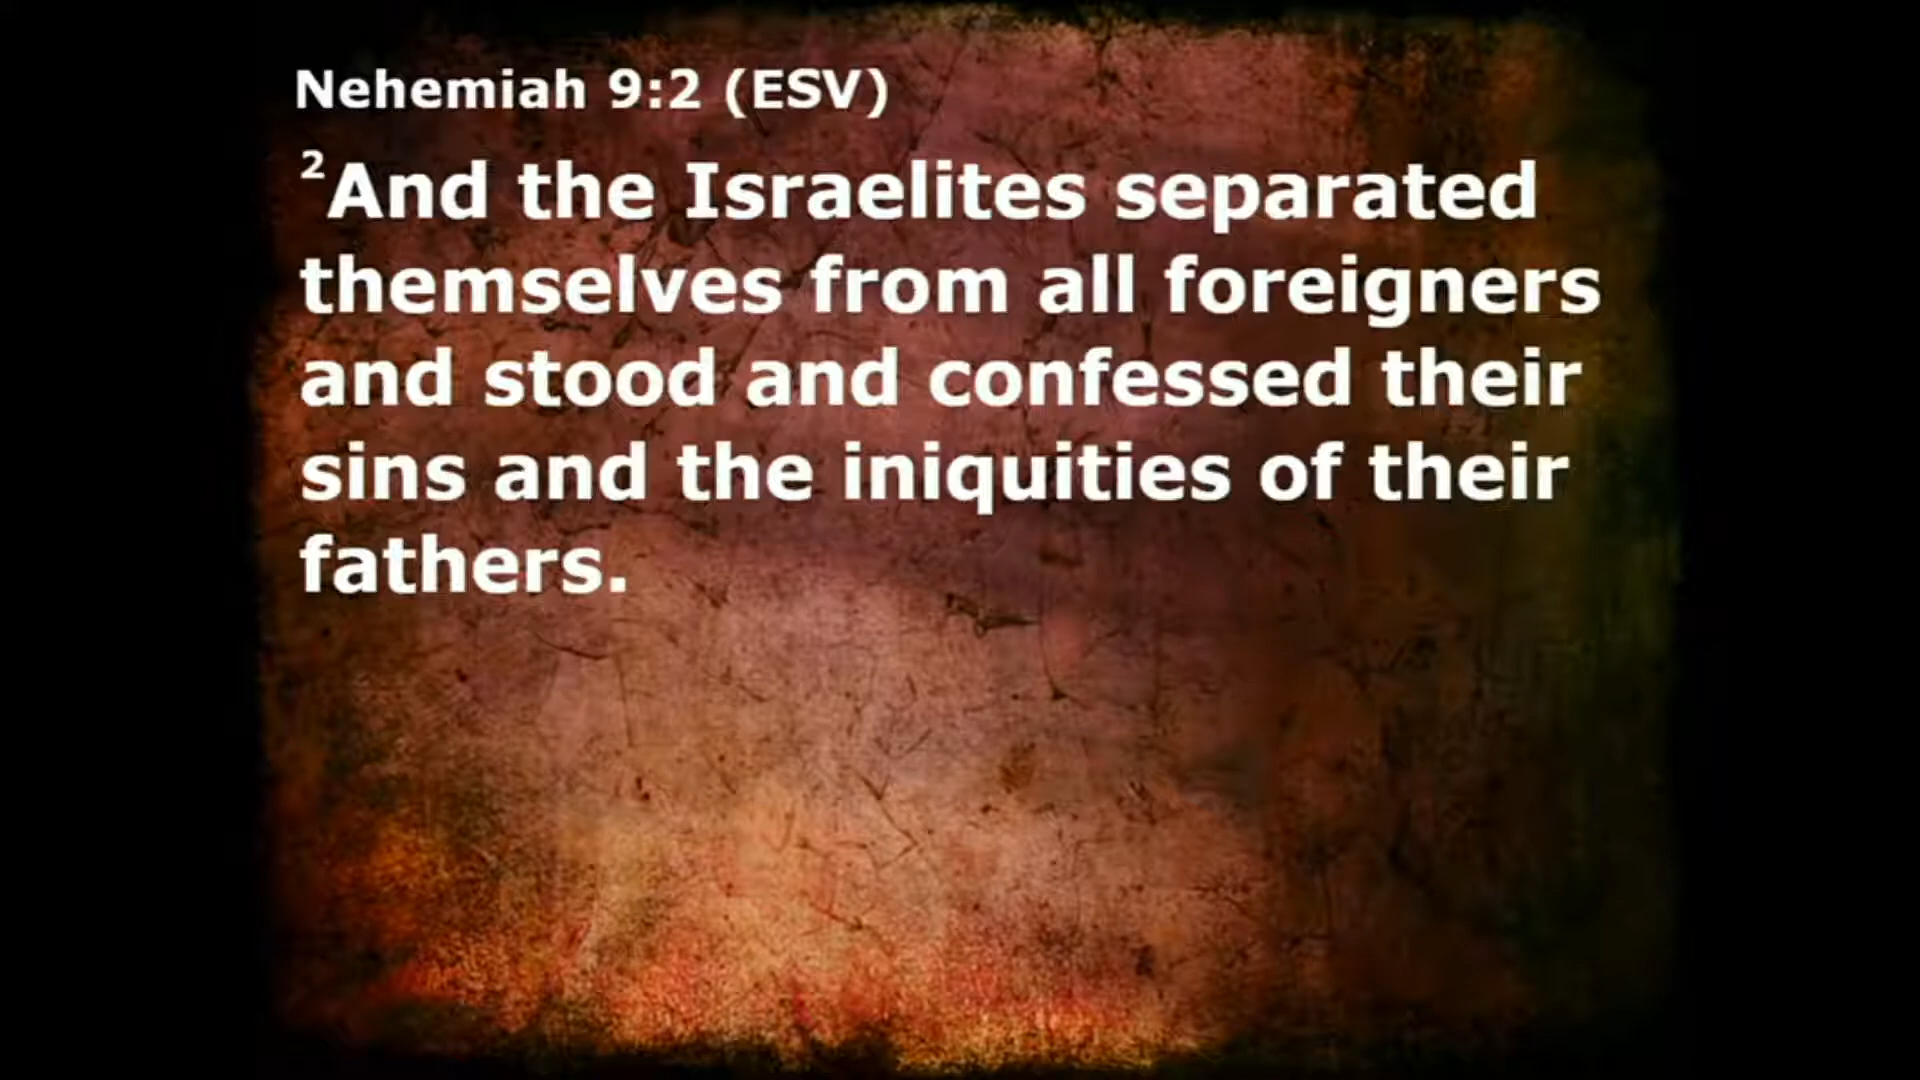 Nehemiah 9:2 (ESV)
²And the Israelites separated
themselves from all foreigners
and stood and confessed their
sins and the iniquities of their
fathers.